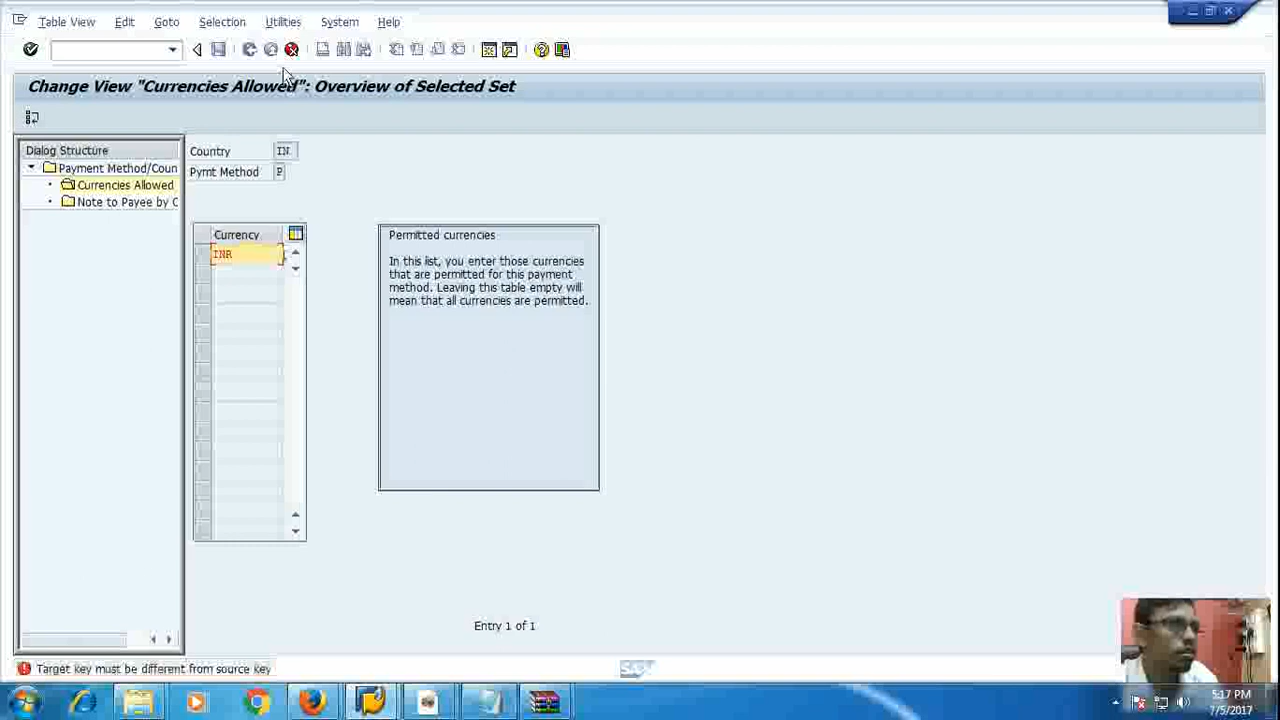 Table View Edit Goto Selection Utilities System Help
Change View "Currencies Allowed": Overview of Selected Set
Dialog Structure
Payment Method/Coun
Currencies Allowed
Note to Payee by C
Country IN
Pymt Method P
Currency
INR
Permitted currencies
In this list, you enter those currencies
that are permitted for this payment
method. Leaving this table empty will
mean that all currencies are permitted.
Entry 1 of 1
Target key must be different from source key
SAP
5:17 PM
7/5/2017